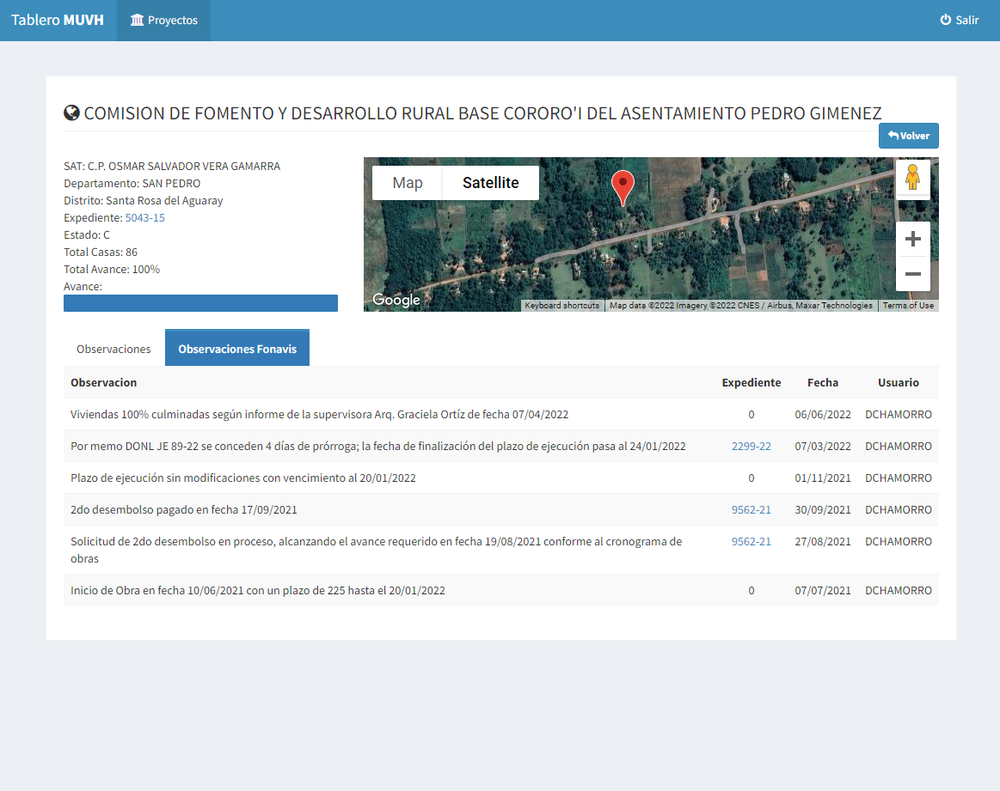 Tablero MUVH
Proyectos
Salir
COMISION DE FOMENTO Y DESARROLLO RURAL BASE CORORO'I DEL ASENTAMIENTO PEDRO GIMENEZ
Volver
SAT: C.P. OSMAR SALVADOR VERA GAMARRA
Departamento: SAN PEDRO
Distrito: Santa Rosa del Aguaray
Expediente: 5043-15
Estado: C
Total Casas: 86
Total Avance: 100%
Avance:
Map
Satellite
Google
Keyboard shortcuts
Map data ©2022 Imagery ©2022 CNES / Airbus, Maxar Technologies
Terms of Use
Observaciones
Observaciones Fonavis
Observacion Expediente Fecha Usuario
Viviendas 100% culminadas según informe de la supervisora Arq. Graciela Ortíz de fecha 07/04/2022 0 06/06/2022 DCHAMORRO
Por memo DONL JE 89-22 se conceden 4 días de prórroga; la fecha de finalización del plazo de ejecución pasa al 24/01/2022 2299-22 07/03/2022 DCHAMORRO
Plazo de ejecución sin modificaciones con vencimiento al 20/01/2022 0 01/11/2021 DCHAMORRO
2do desembolso pagado en fecha 17/09/2021 9562-21 30/09/2021 DCHAMORRO
Solicitud de 2do desembolso en proceso, alcanzando el avance requerido en fecha 19/08/2021 conforme al cronograma de 9562-21 27/08/2021 DCHAMORRO
obras
Inicio de Obra en fecha 10/06/2021 con un plazo de 225 hasta el 20/01/2022 0 07/07/2021 DCHAMORRO